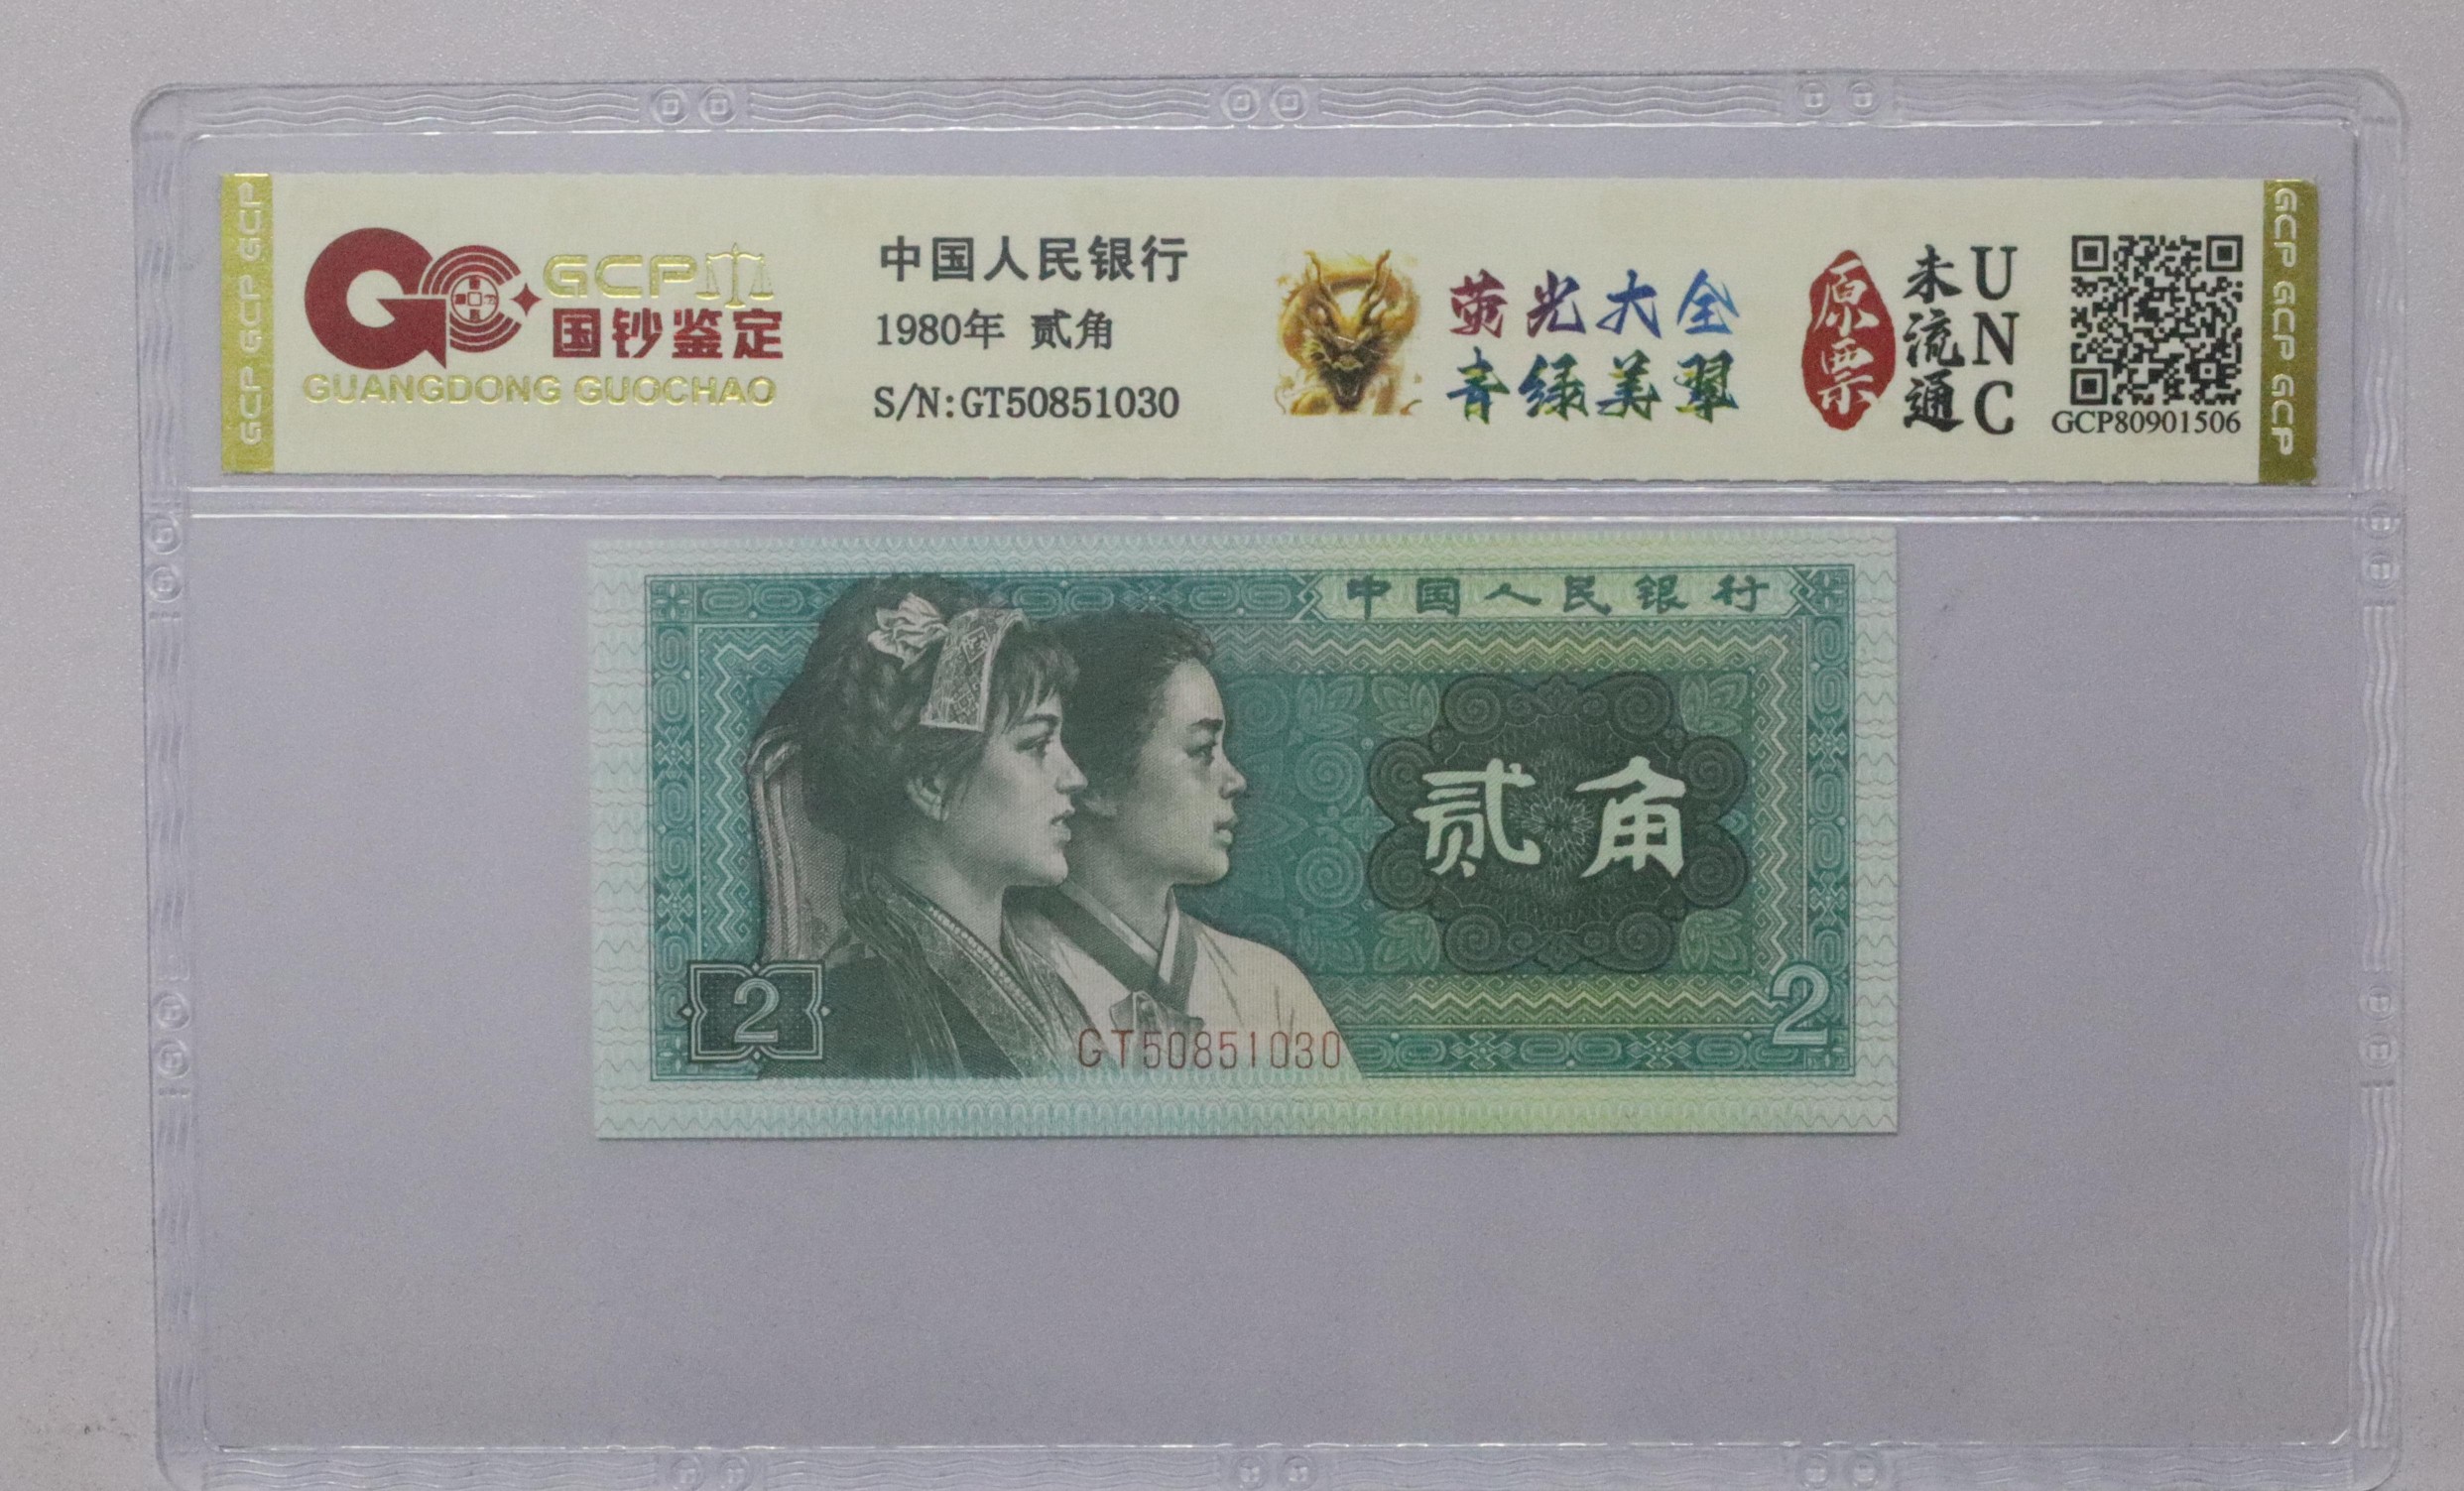 GCP GCP GCP
GCP
国钞鉴定
GUANGDONG GUOCHAO
中国人民银行
1980年 贰角
S/N:GT50851030
荧光大全
青绿美翠
原票
未流通
UNC
GCP80901506
GCP GCP GCP
中国人民银行
贰角
2
GT50851030
2